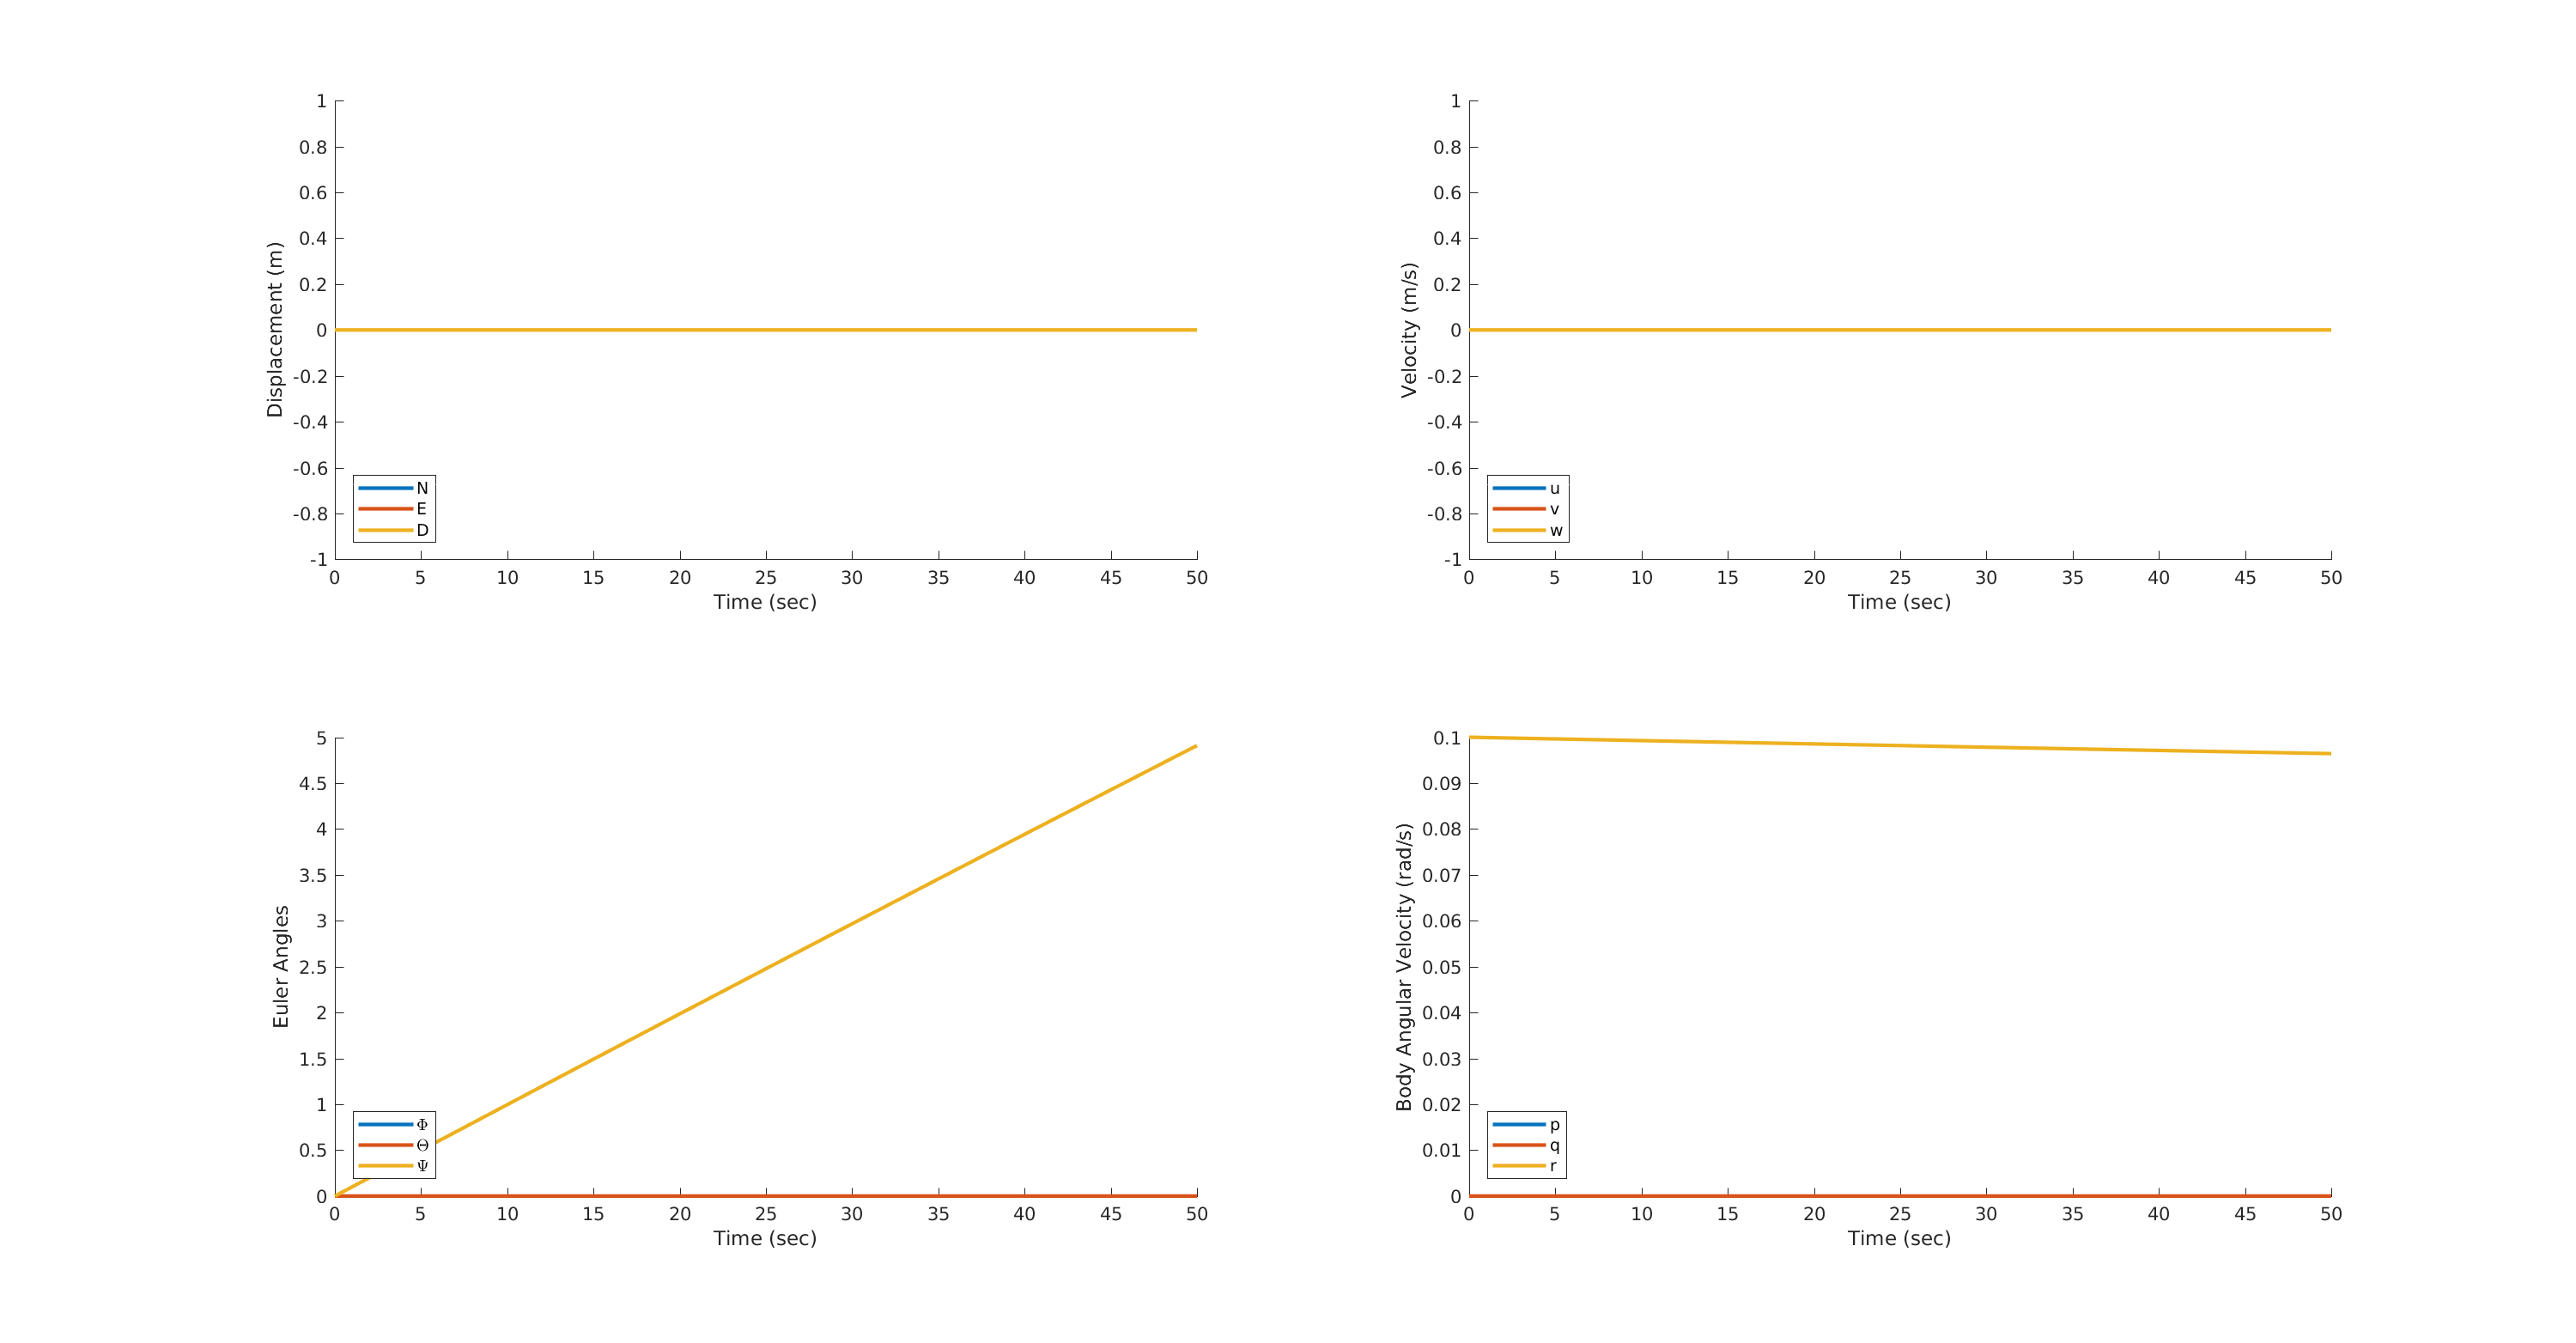 1
0.8
0.6
0.4
0.2
0
-0.2
-0.4
-0.6
-0.8
-1
Displacement (m)
N
E
D
0 5 10 15 20 25 30 35 40 45 50
Time (sec)
1
0.8
0.6
0.4
0.2
0
-0.2
-0.4
-0.6
-0.8
-1
Velocity (m/s)
u
v
w
0 5 10 15 20 25 30 35 40 45 50
Time (sec)
5
4.5
4
3.5
3
2.5
2
1.5
1
0.5
0
Euler Angles
Φ
Θ
Ψ
0 5 10 15 20 25 30 35 40 45 50
Time (sec)
0.1
0.09
0.08
0.07
0.06
0.05
0.04
0.03
0.02
0.01
0
Body Angular Velocity (rad/s)
p
q
r
0 5 10 15 20 25 30 35 40 45 50
Time (sec)